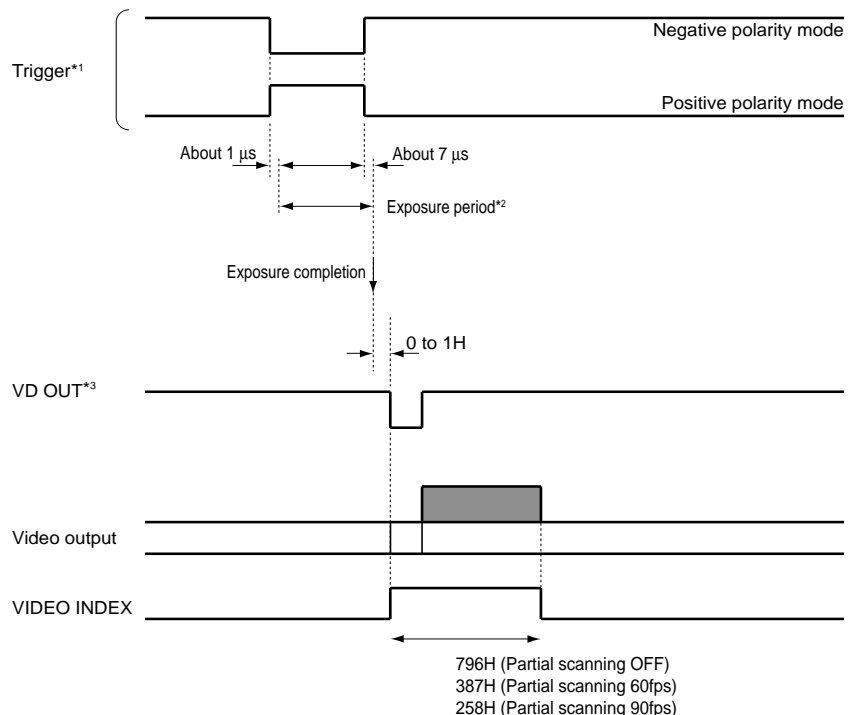 Negative polarity mode
Trigger*1
Positive polarity mode
About 1 μs
About 7 μs
Exposure period*2
Exposure completion
0 to 1H
VD OUT*3
Video output
VIDEO INDEX
796H (Partial scanning OFF)
387H (Partial scanning 60fps)
258H (Partial scanning 90fps)